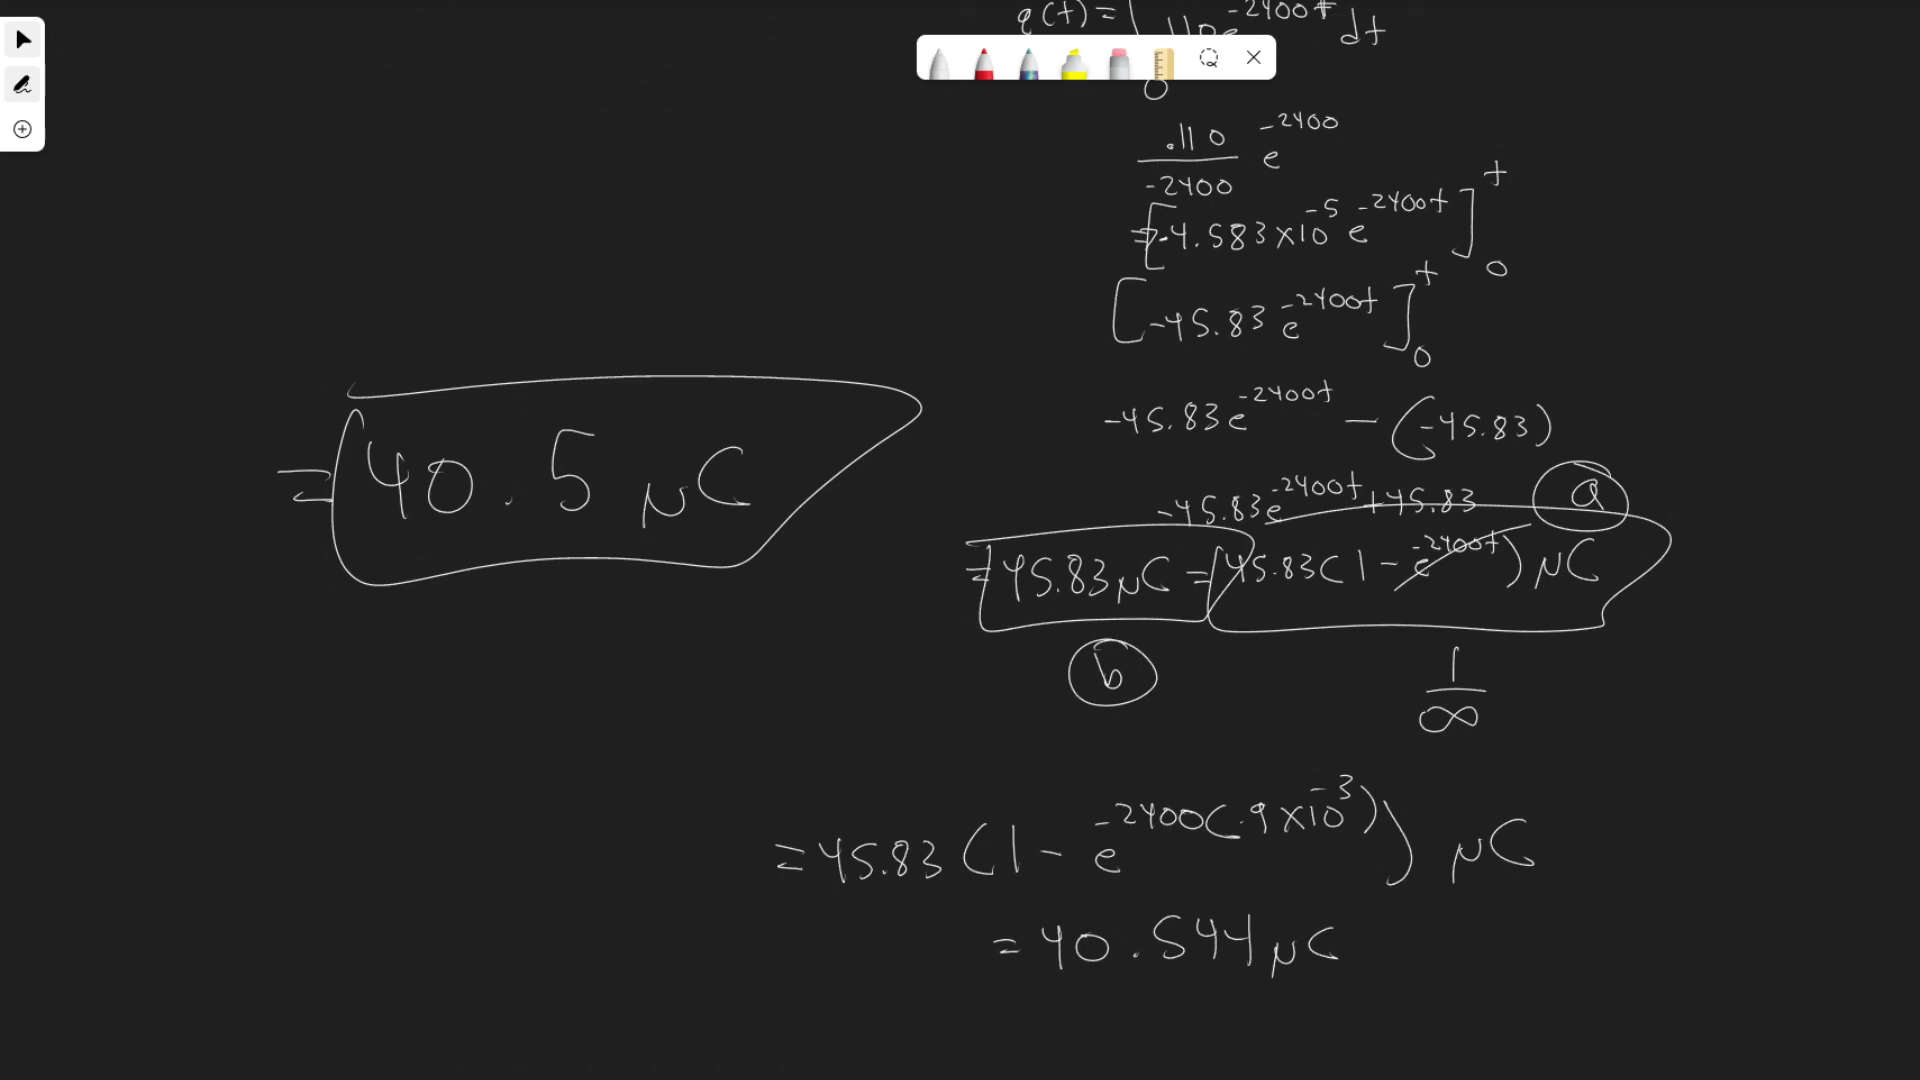 q(t) = ∫ .110e^-2400t dt
0
.110 / -2400 e^-2400
= [-4.583x10^-5 e^-2400t]^t_0
[-45.83 e^-2400t]^t_0
-45.83e^-2400t - (-45.83)
-45.83e^-2400t +45.83
a
= 45.83 μC = 45.83(1 - e^-2400t) μC
b
1 / ∞
= 40.5 μC
= 45.83 (1 - e^-2400(.9x10^-3)) μC
= 40.544 μC